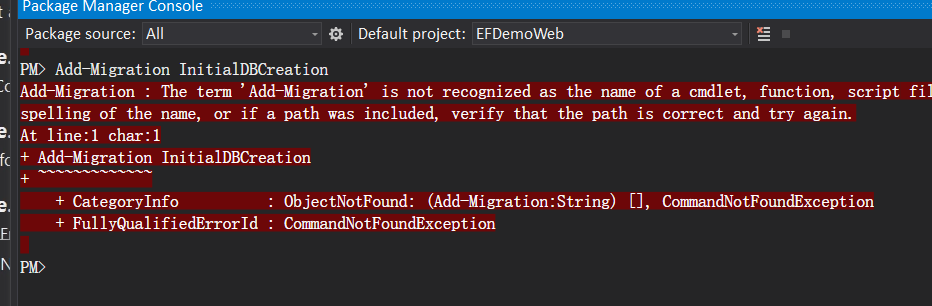 Package Manager Console
Package source: All Default project: EFDemoWeb
PM> Add-Migration InitialDBCreation
Add-Migration : The term 'Add-Migration' is not recognized as the name of a cmdlet, function, script fil
spelling of the name, or if a path was included, verify that the path is correct and try again.
At line:1 char:1
+ Add-Migration InitialDBCreation
+ ~~~~~~~~~~~~~
+ CategoryInfo : ObjectNotFound: (Add-Migration:String) [], CommandNotFoundException
+ FullyQualifiedErrorId : CommandNotFoundException
PM>